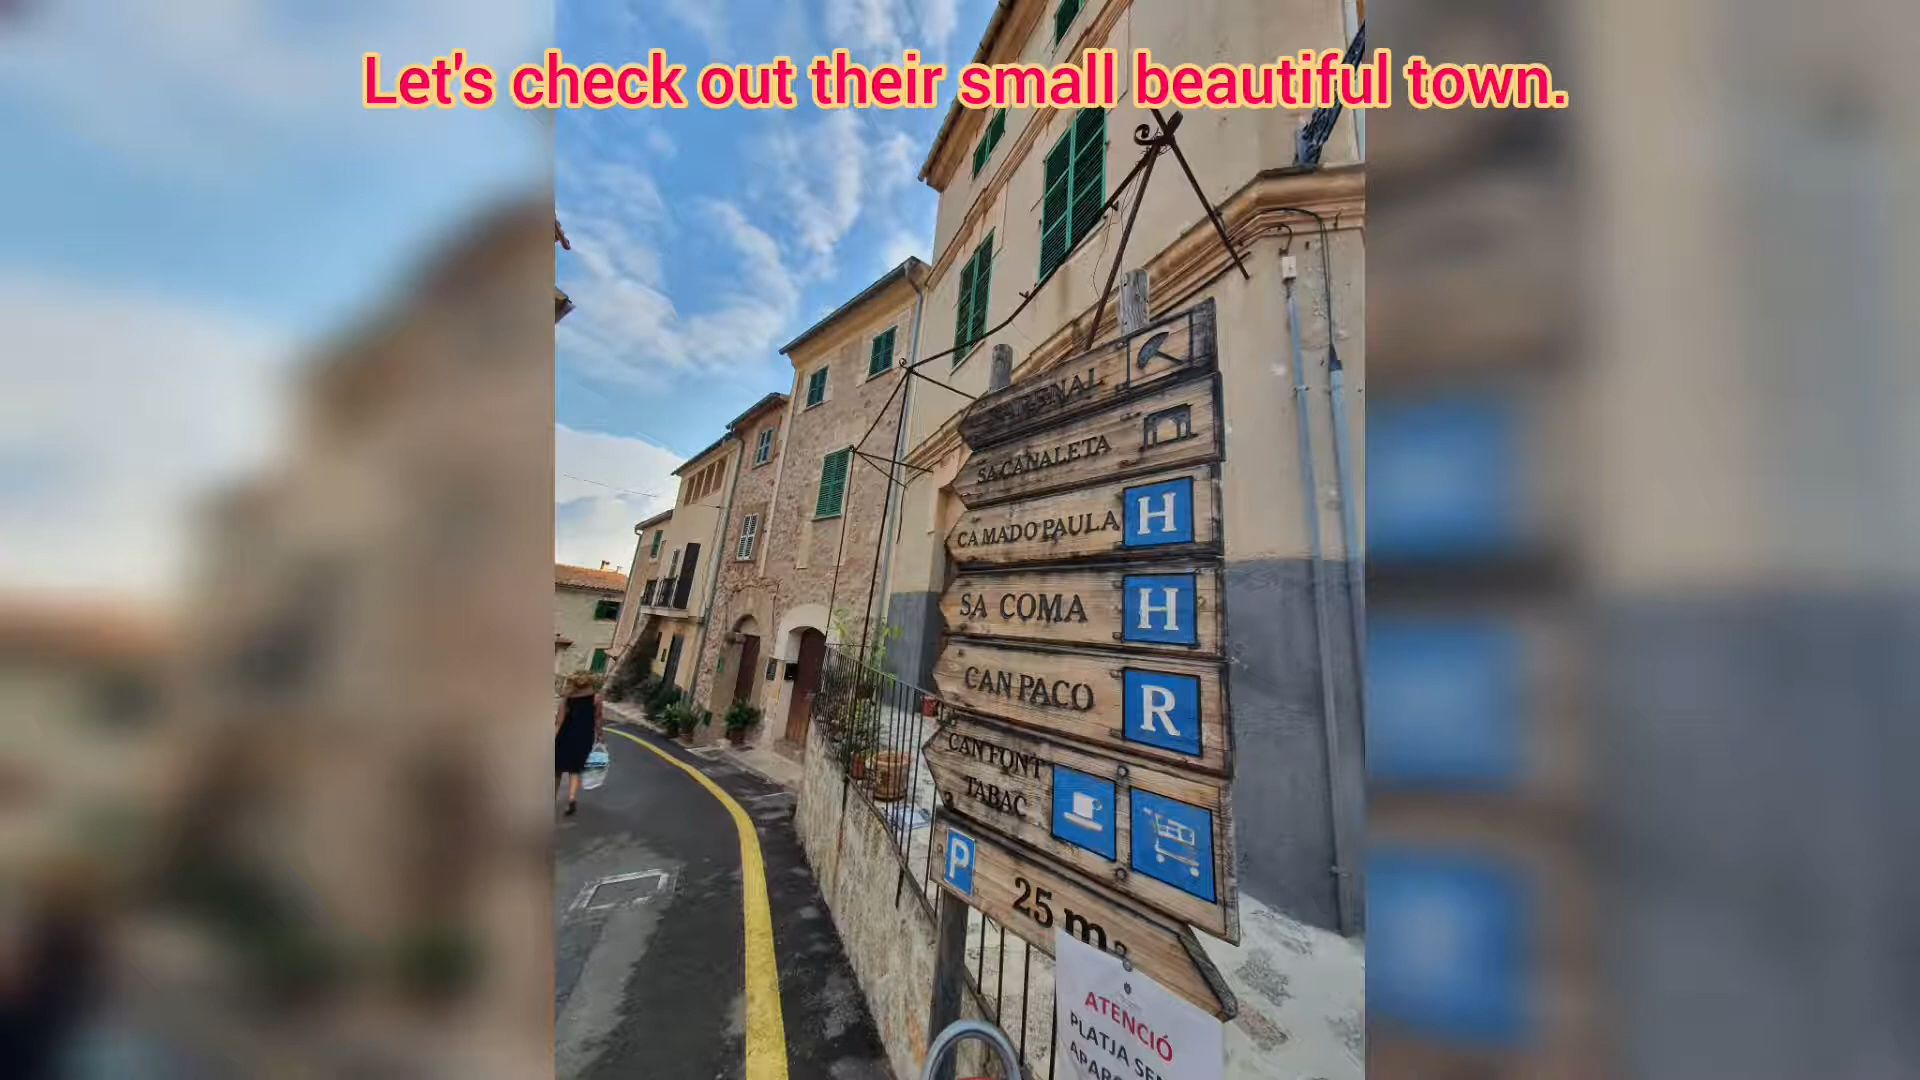 Let's check out their small beautiful town.
SA CANALETA
CA MADO PAULA H
SA COMA H
CAN PACO R
CAN FONT
TABAC
P 25 m
ATENCIÓ
PLATJA